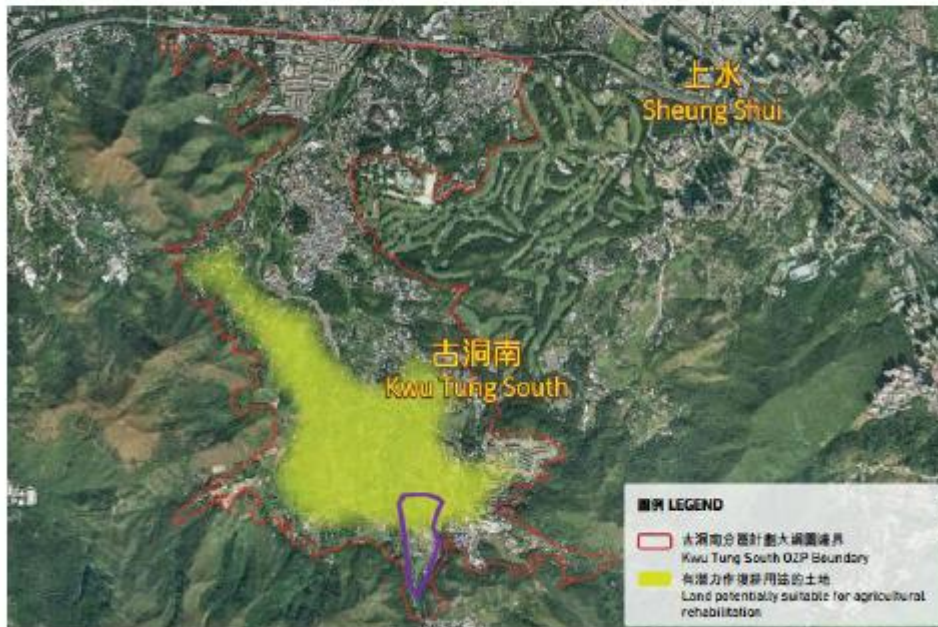 上水
Sheung Shui
古洞南
Kwu Tung South
圖例 LEGEND
古洞南分區計劃大綱圖邊界
Kwu Tung South OZP Boundary
有潛力作復耕用途的土地
Land potentially suitable for agricultural
rehabilitation